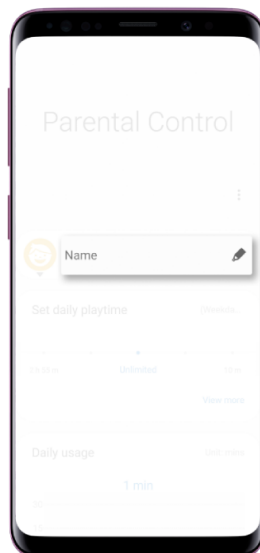 Parental Control
Name
Set daily playtime
Unlimited
View more
Daily usage
1 min